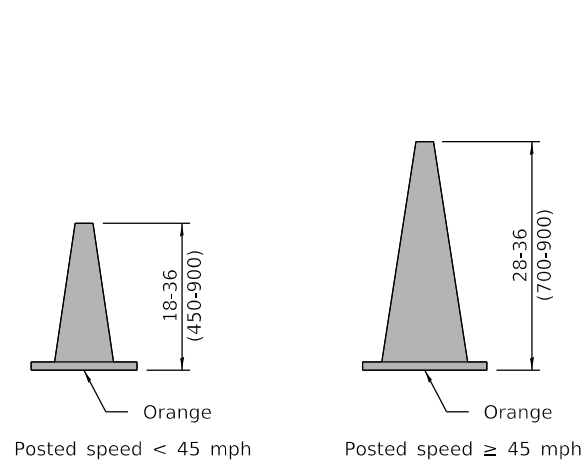 18-36
(450-900)
Orange
Posted speed < 45 mph
28-36
(700-900)
Orange
Posted speed ≥ 45 mph